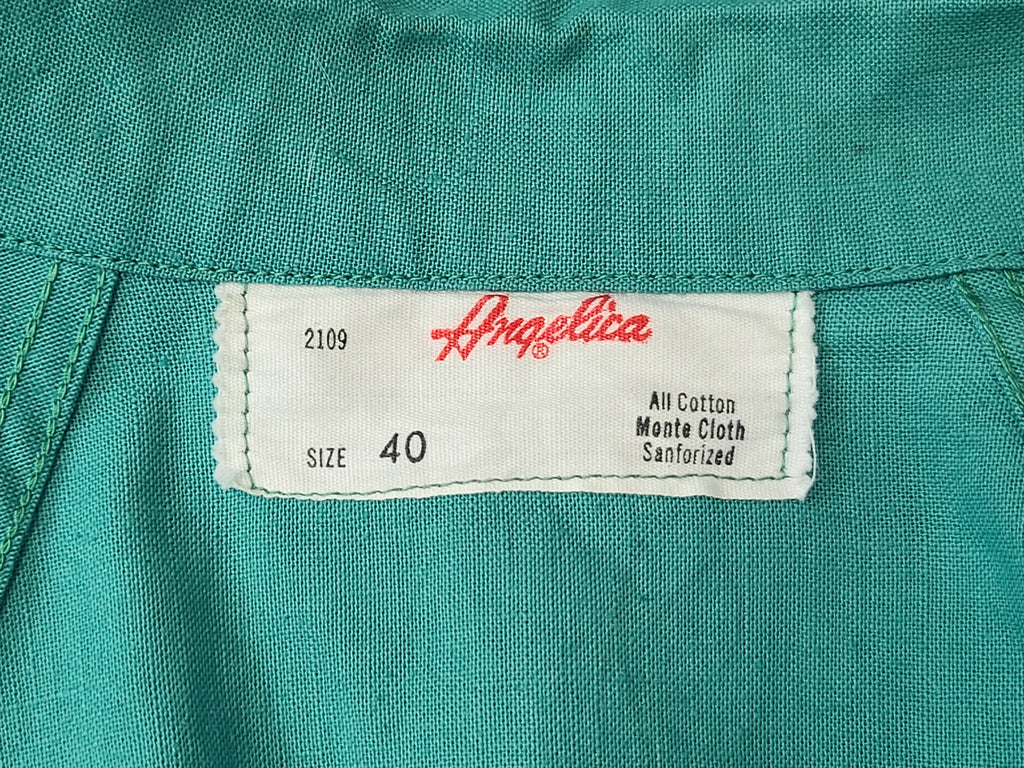 Angelica®
2109
All Cotton
Monte Cloth
Sanforized
SIZE 40